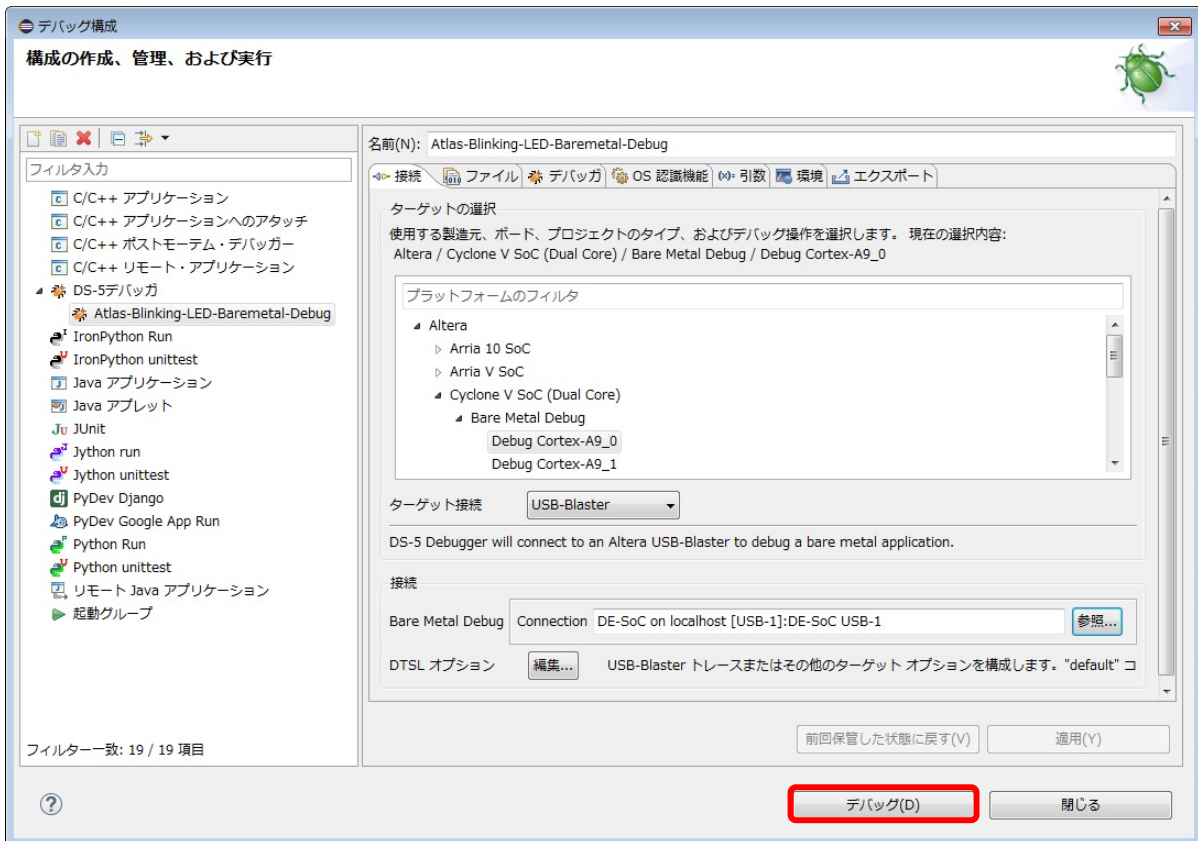 デバッグ構成
構成の作成、管理、および実行
フィルタ入力
C/C++ アプリケーション
C/C++ アプリケーションへのアタッチ
C/C++ ポストモーテム・デバッガー
C/C++ リモート・アプリケーション
DS-5デバッガ
Atlas-Blinking-LED-Baremetal-Debug
IronPython Run
IronPython unittest
Java アプリケーション
Java アプレット
JUnit
Jython run
Jython unittest
PyDev Django
PyDev Google App Run
Python Run
Python unittest
リモート Java アプリケーション
起動グループ
フィルター一致: 19 / 19 項目
名前(N): Atlas-Blinking-LED-Baremetal-Debug
接続 ファイル デバッガ OS 認識機能 引数 環境 エクスポート
ターゲットの選択
使用する製造元、ボード、プロジェクトのタイプ、およびデバッグ操作を選択します。 現在の選択内容:
Altera / Cyclone V SoC (Dual Core) / Bare Metal Debug / Debug Cortex-A9_0
プラットフォームのフィルタ
Altera
Arria 10 SoC
Arria V SoC
Cyclone V SoC (Dual Core)
Bare Metal Debug
Debug Cortex-A9_0
Debug Cortex-A9_1
ターゲット接続 USB-Blaster
DS-5 Debugger will connect to an Altera USB-Blaster to debug a bare metal application.
接続
Bare Metal Debug Connection DE-SoC on localhost [USB-1]:DE-SoC USB-1 参照...
DTSL オプション 編集... USB-Blaster トレースまたはその他のターゲット オプションを構成します。"default" コ
前回保管した状態に戻す(V) 適用(Y)
デバッグ(D) 閉じる